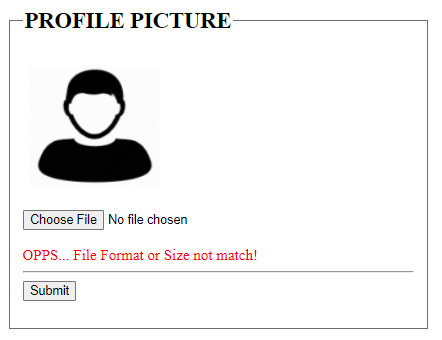 PROFILE PICTURE
Choose File No file chosen
OPPS... File Format or Size not match!
Submit